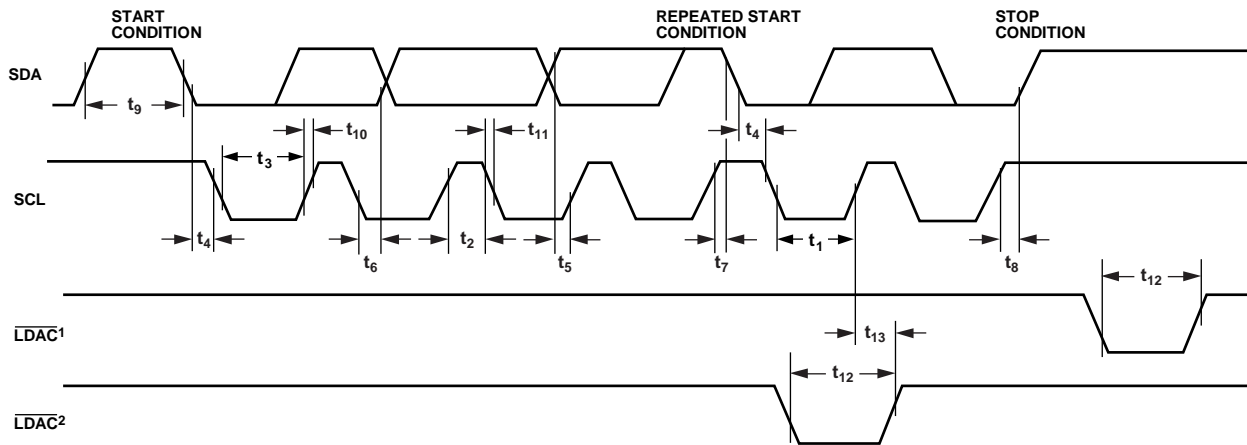 START
CONDITION
REPEATED START
CONDITION
STOP
CONDITION
SDA
t9
t10
t11
t4
t3
SCL
t4
t6
t2
t5
t7
t1
t8
t12
LDAC1
t13
t12
LDAC2